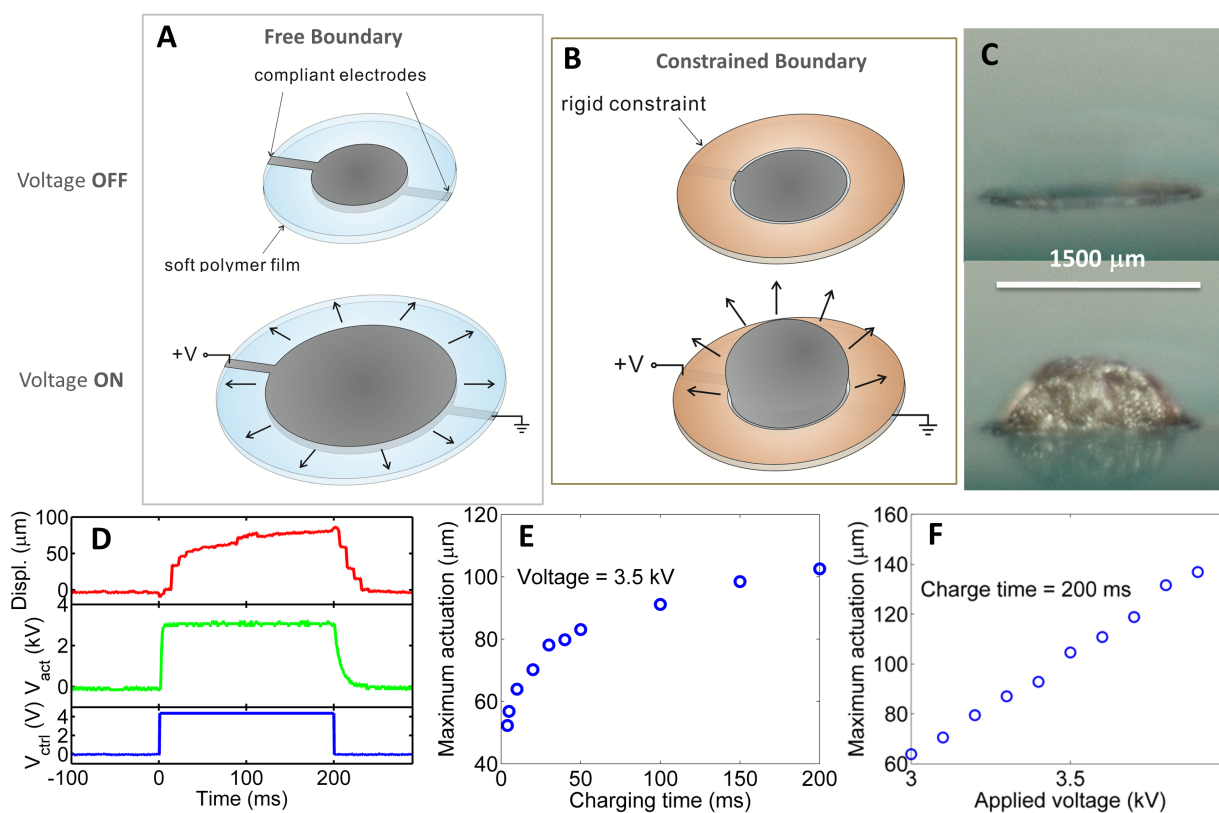 A
Free Boundary
compliant electrodes
Voltage OFF
soft polymer film
+V
Voltage ON
B
Constrained Boundary
rigid constraint
+V
C
1500 μm
D
Displ. (μm)
100
50
0
V_act (kV)
4
2
0
V_ctrl (V)
4
2
0
-100 0 100 200
Time (ms)
E
Voltage = 3.5 kV
Maximum actuation (μm)
120
100
80
60
40
0 50 100 150 200
Charging time (ms)
F
Charge time = 200 ms
Maximum actuation (μm)
160
140
120
100
80
60
3 3.5
Applied voltage (kV)